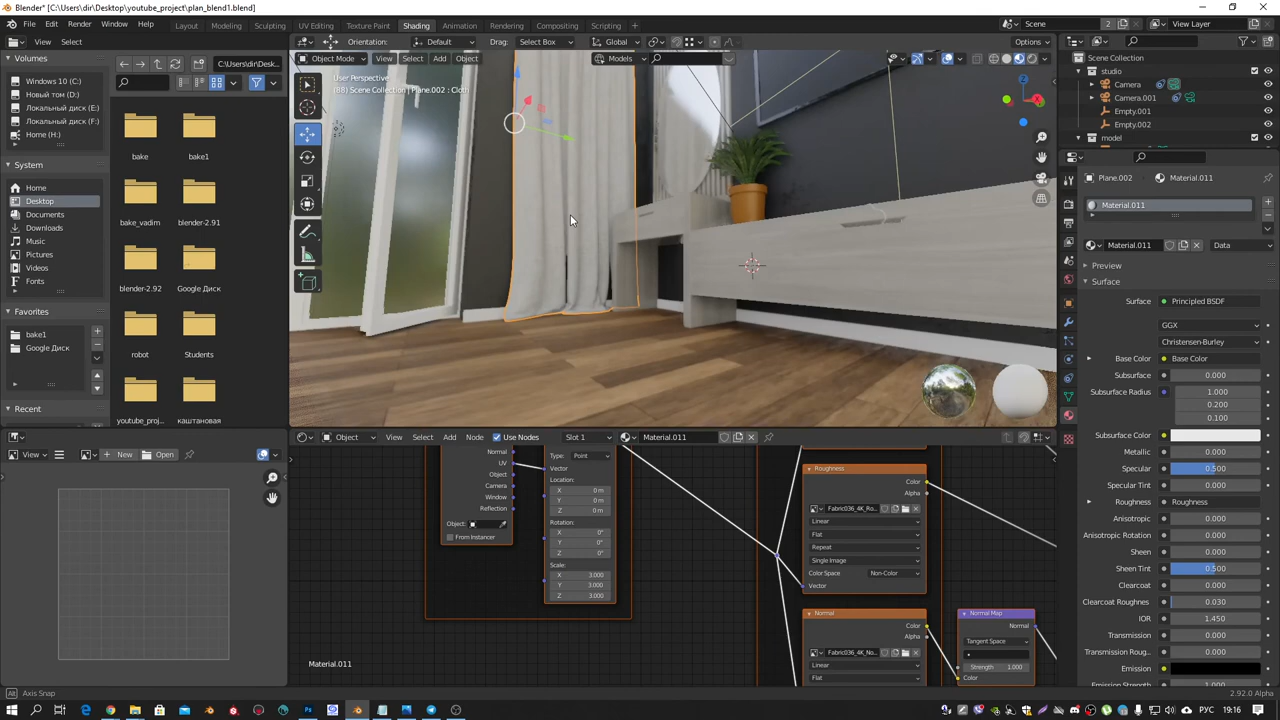 Blender* [C:\Users\dir\Desktop\youtube_project\plan_blend1.blend]
File Edit Render Window Help Layout Modeling Sculpting UV Editing Texture Paint Shading Animation Rendering Compositing Scripting Scene 2 View Layer
View Select Orientation: Default Drag: Select Box Global Options
Volumes
C:\Users\dir\Desk...
Windows 10 (C:)
Новый том (D:)
Локальный диск (E:)
Локальный диск (F:)
Home (H:)
System
Home
Desktop
Documents
Downloads
Music
Pictures
Videos
Fonts
Favorites
bake1
Google Диск
Recent
bake bake1
bake_vadim blender-2.91
blender-2.92 Google Диск
robot Students
youtube_proj... каштановая
View New Open
Object Mode View Select Add Object Models
User Perspective
(88) Scene Collection | Plane.002 : Cloth
Object View Select Add Node Use Nodes Slot 1 Material.011
Normal
UV
Object
Camera
Window
Reflection
Object:
From Instancer
Type: Point
Vector
Location:
X 0 m
Y 0 m
Z 0 m
Rotation:
X 0°
Y 0°
Z 0°
Scale:
X 3.000
Y 3.000
Z 3.000
Roughness
Color
Alpha
Fabric036_4K_Ro...
Linear
Flat
Repeat
Single Image
Color Space Non-Color
Vector
Normal
Color
Alpha
Fabric036_4K_No...
Linear
Flat
Normal Map
Normal
Tangent Space
Strength 1.000
Color
Material.011
studio
Camera
Camera.001
Empty.001
Empty.002
model
Plane.002 Material.011
Material.011
Material.011 Data
Preview
Surface
Surface Principled BSDF
GGX
Christensen-Burley
Base Color Base Color
Subsurface 0.000
Subsurface Radius 1.000
0.200
0.100
Subsurface Color
Metallic 0.000
Specular 0.500
Specular Tint 0.000
Roughness Roughness
Anisotropic 0.000
Anisotropic Rotation 0.000
Sheen 0.000
Sheen Tint 0.500
Clearcoat 0.000
Clearcoat Roughnes 0.030
IOR 1.450
Transmission 0.000
Transmission Roug... 0.000
Emission
Emission Strength 1.000
Axis Snap 2.92.0 Alpha
РУС 19:16